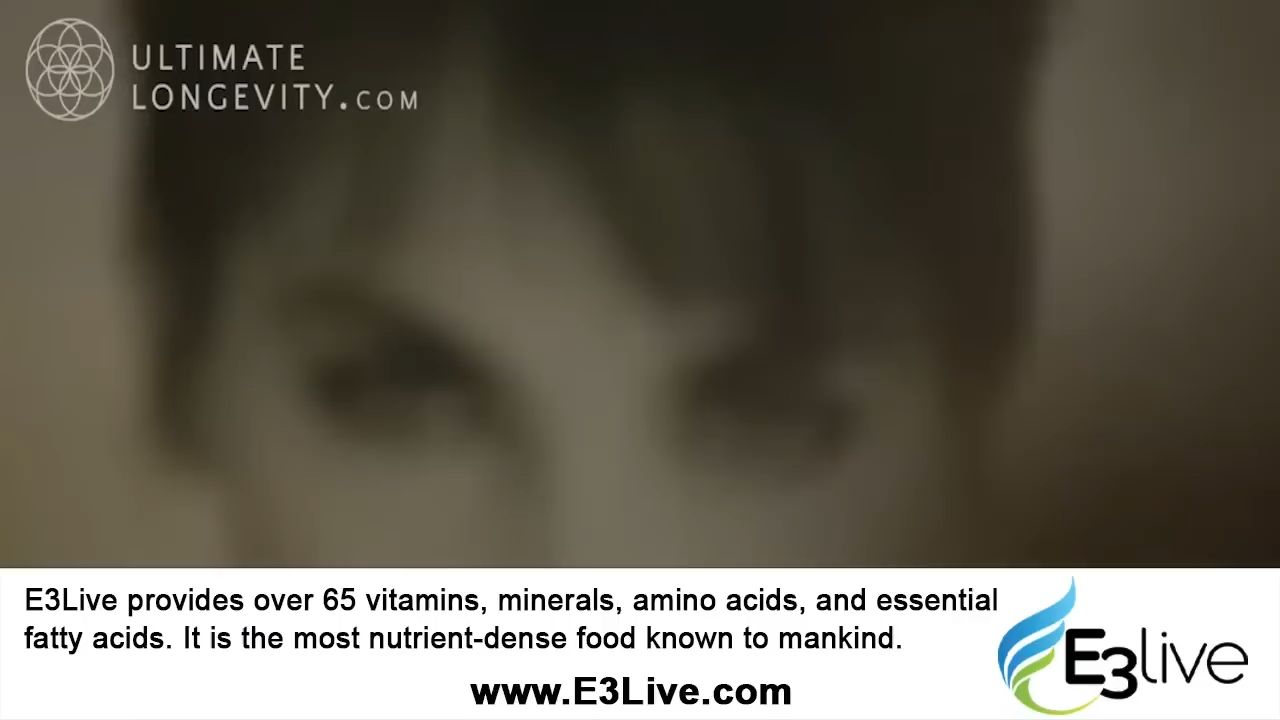 ULTIMATE
LONGEVITY.COM
E3Live provides over 65 vitamins, minerals, amino acids, and essential
fatty acids. It is the most nutrient-dense food known to mankind.
E3live
www.E3Live.com